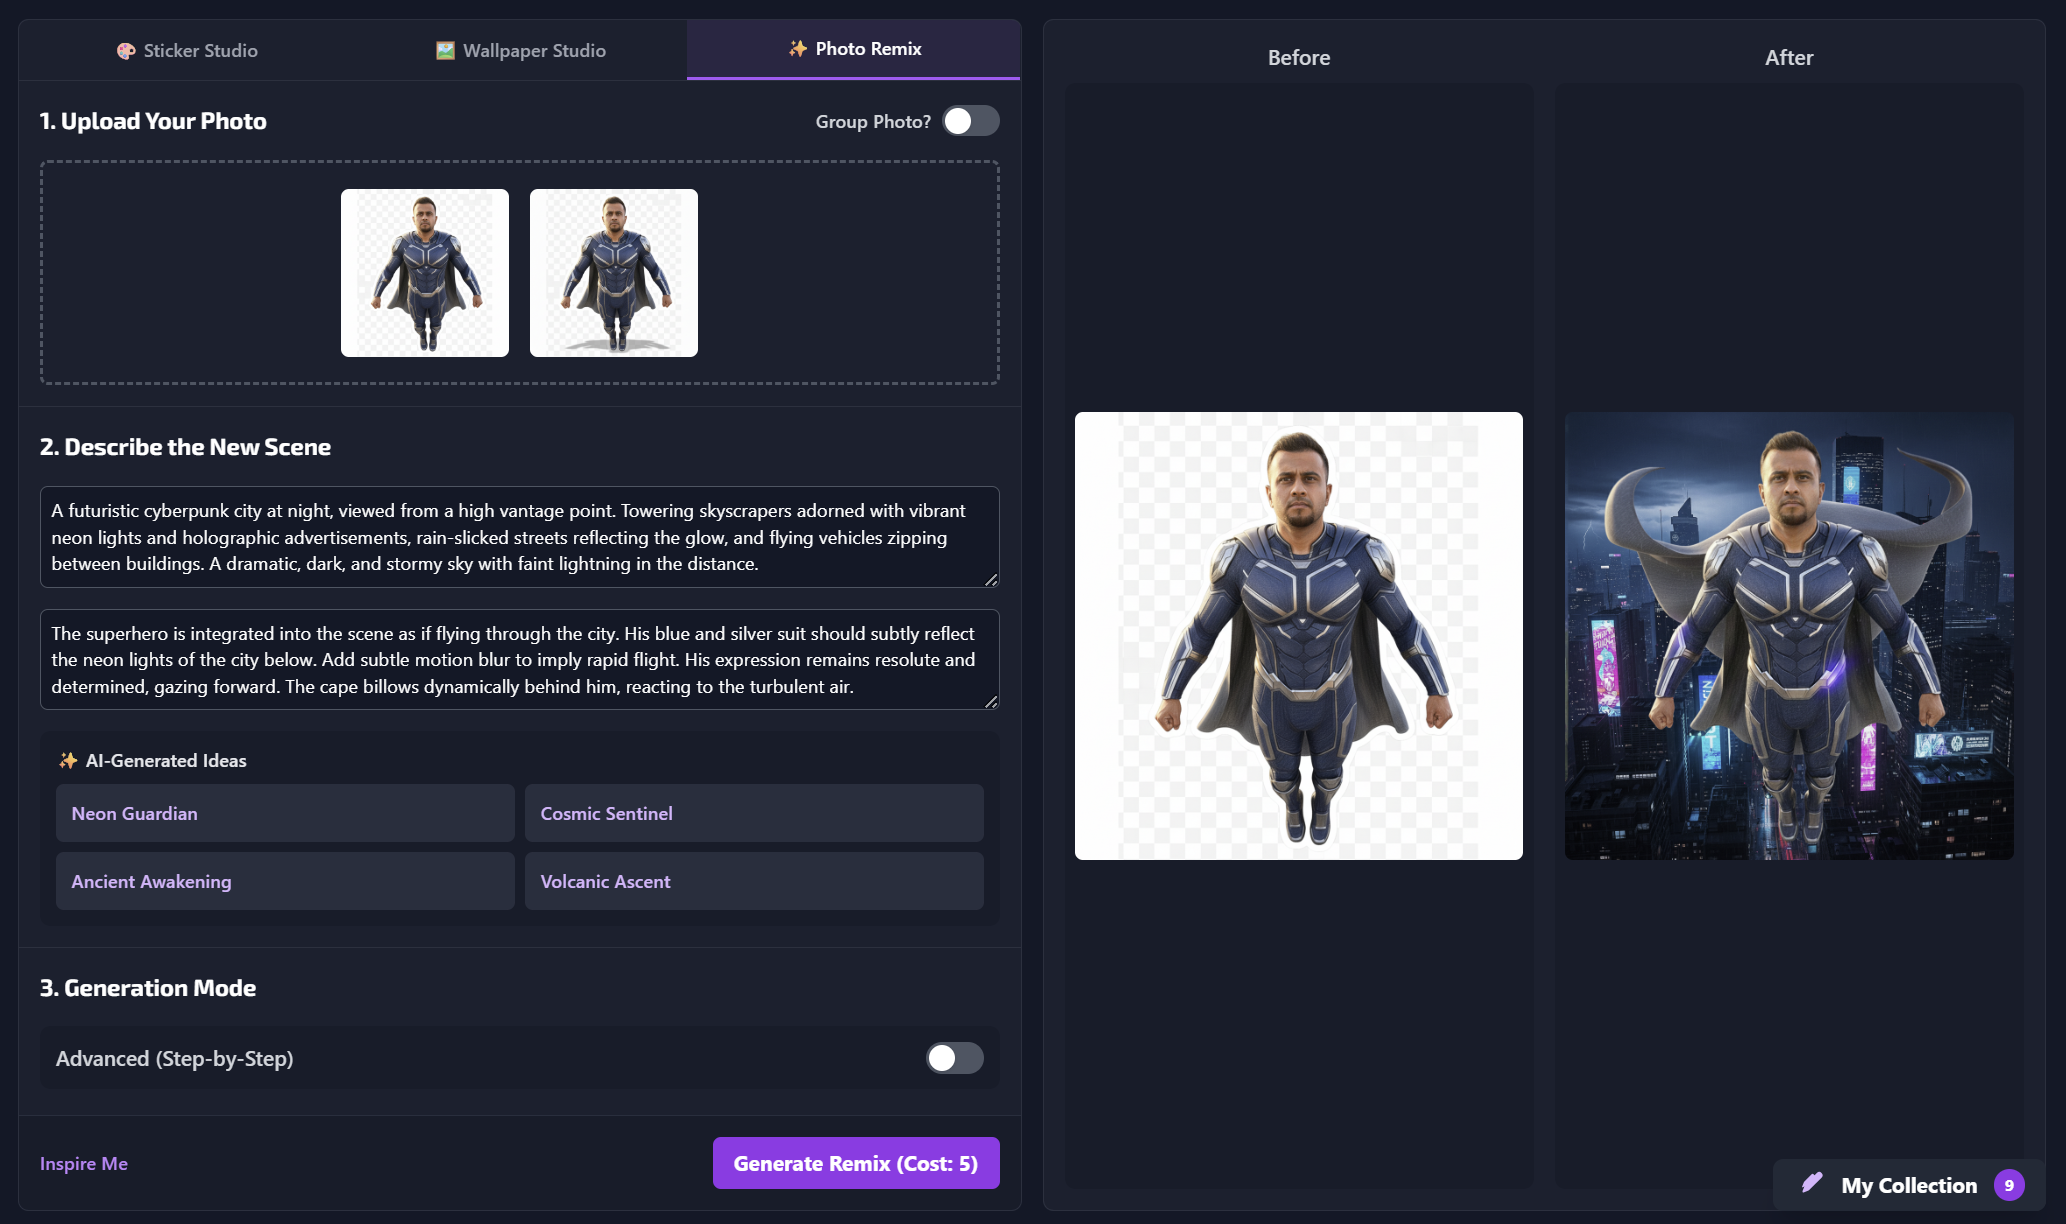 Sticker Studio
Wallpaper Studio
Photo Remix
1. Upload Your Photo
Group Photo?
2. Describe the New Scene
A futuristic cyberpunk city at night, viewed from a high vantage point. Towering skyscrapers adorned with vibrant
neon lights and holographic advertisements, rain-slicked streets reflecting the glow, and flying vehicles zipping
between buildings. A dramatic, dark, and stormy sky with faint lightning in the distance.
The superhero is integrated into the scene as if flying through the city. His blue and silver suit should subtly reflect
the neon lights of the city below. Add subtle motion blur to imply rapid flight. His expression remains resolute and
determined, gazing forward. The cape billows dynamically behind him, reacting to the turbulent air.
AI-Generated Ideas
Neon Guardian
Cosmic Sentinel
Ancient Awakening
Volcanic Ascent
3. Generation Mode
Advanced (Step-by-Step)
Inspire Me
Generate Remix (Cost: 5)
Before
After
My Collection
9